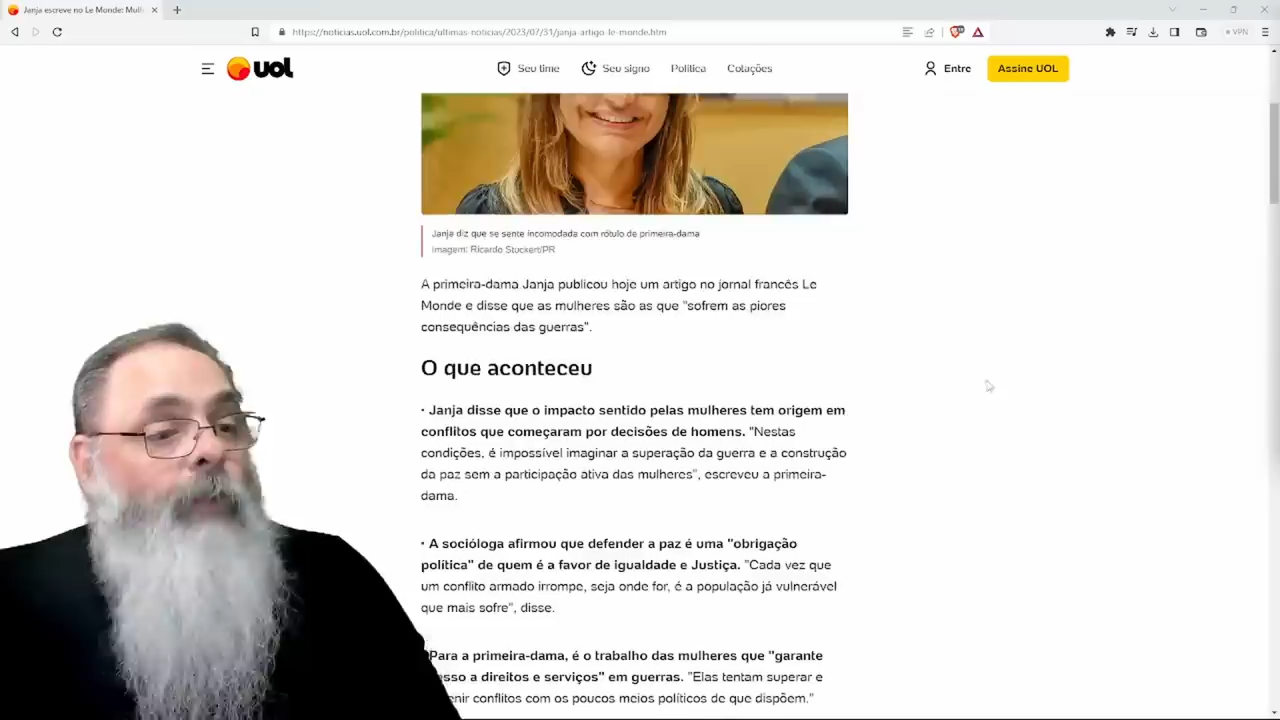 Janja escreve no Le Monde: Mulh
https://noticias.uol.com.br/politica/ultimas-noticias/2023/07/31/janja-artigo-le-monde.htm
VPN
UOL
Seu time
Seu signo
Política
Cotações
Entre
Assine UOL
Janja diz que se sente incomodada com rótulo de primeira-dama
Imagem: Ricardo Stuckert/PR
A primeira-dama Janja publicou hoje um artigo no jornal francês Le
Monde e disse que as mulheres são as que "sofrem as piores
consequências das guerras".
O que aconteceu
· Janja disse que o impacto sentido pelas mulheres tem origem em
conflitos que começaram por decisões de homens. "Nestas
condições, é impossível imaginar a superação da guerra e a construção
da paz sem a participação ativa das mulheres", escreveu a primeira-
dama.
· A socióloga afirmou que defender a paz é uma "obrigação
política" de quem é a favor de igualdade e Justiça. "Cada vez que
um conflito armado irrompe, seja onde for, é a população já vulnerável
que mais sofre", disse.
Para a primeira-dama, é o trabalho das mulheres que "garante
esso a direitos e serviços" em guerras. "Elas tentam superar e
enir conflitos com os poucos meios políticos de que dispõem."